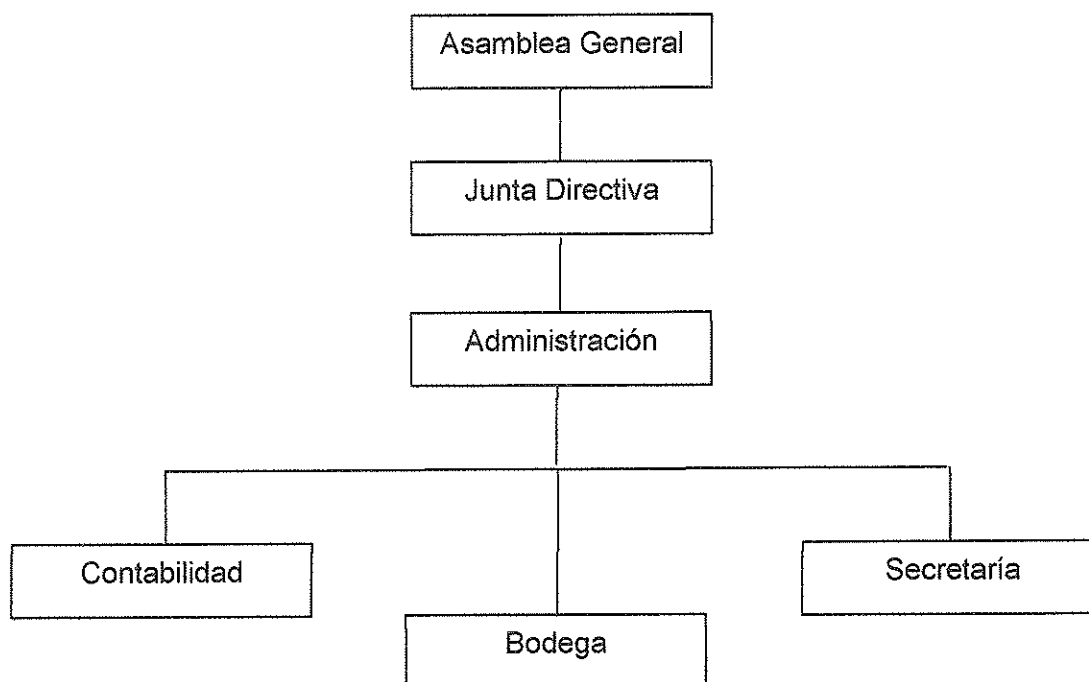 Asamblea General
Junta Directiva
Administración
Contabilidad
Secretaría
Bodega